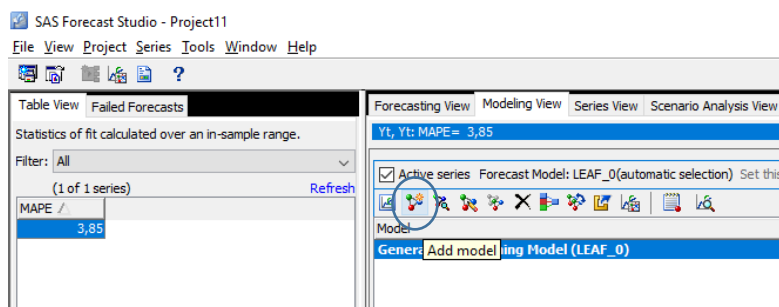 SAS Forecast Studio - Project11
File View Project Series Tools Window Help
Table View Failed Forecasts
Statistics of fit calculated over an in-sample range.
Filter: All
(1 of 1 series) Refresh
MAPE
3,85
Forecasting View Modeling View Series View Scenario Analysis View
Yt, Yt: MAPE= 3,85
Active series Forecast Model: LEAF_0(automatic selection) Set this
Model
Add model
ing Model (LEAF_0)